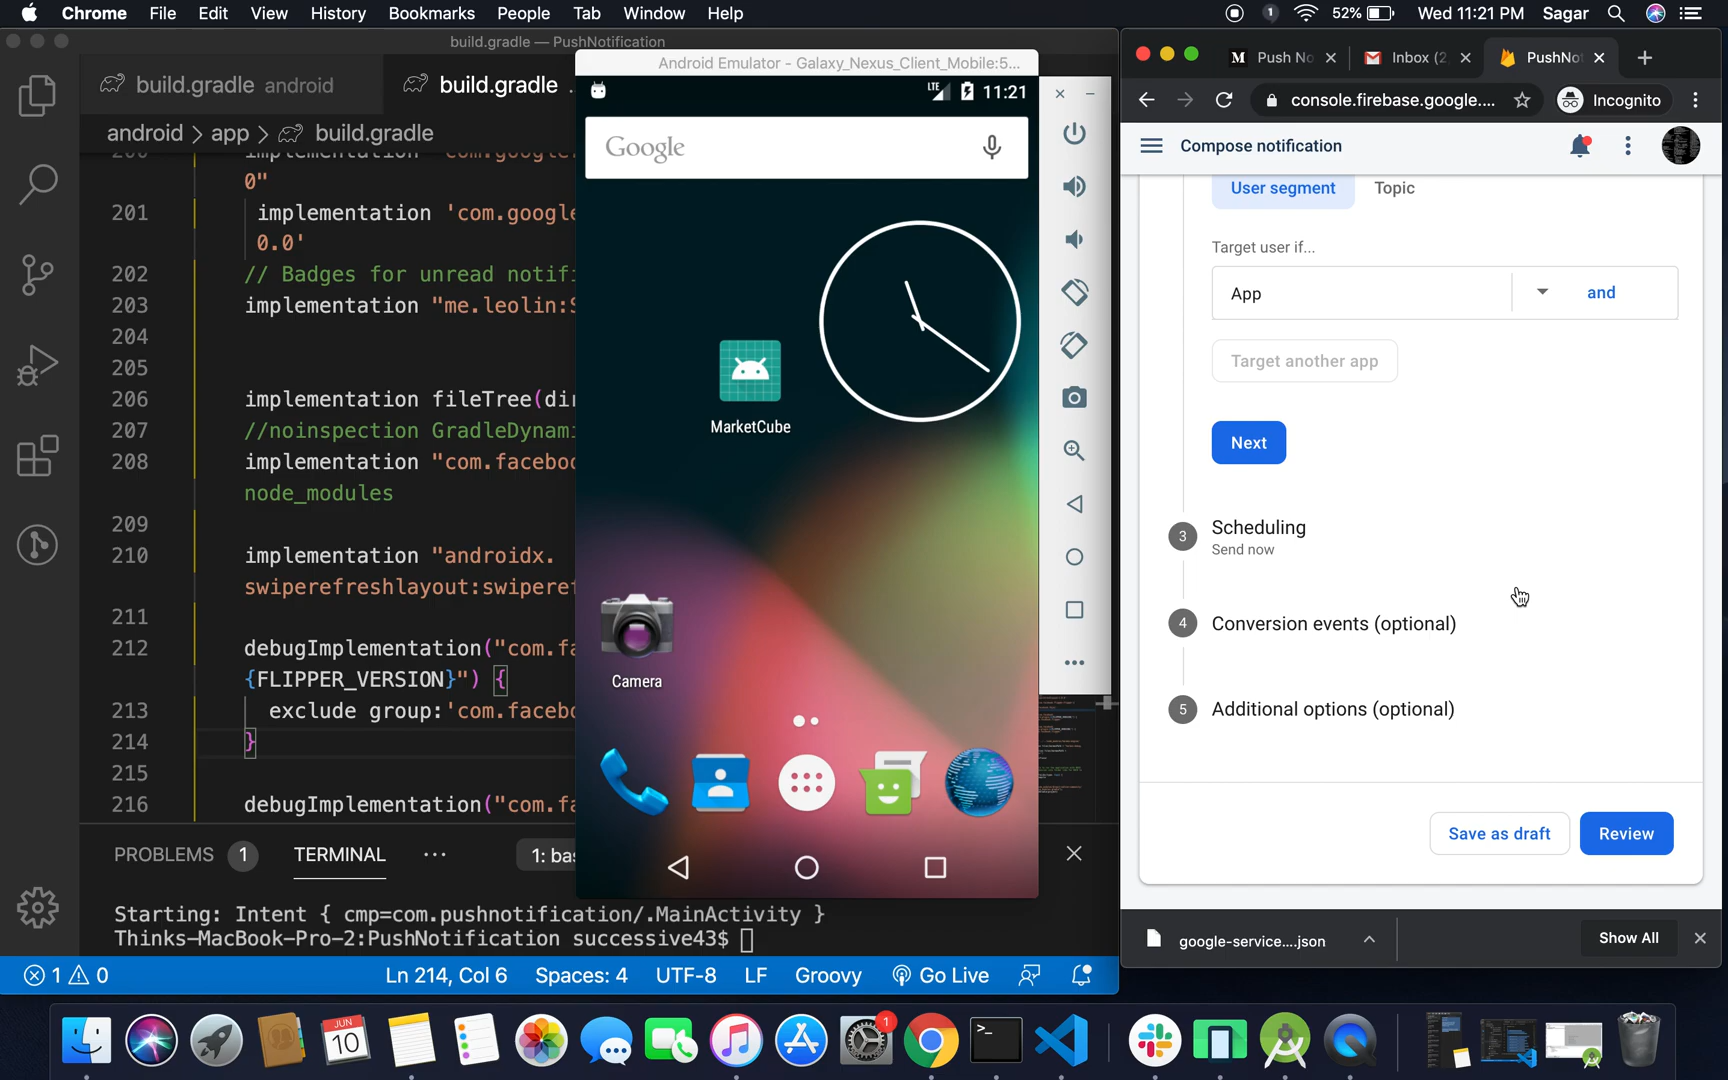 Chrome File Edit View History Bookmarks People Tab Window Help
1 52% Wed 11:21 PM Sagar
build.gradle — PushNotification
build.gradle android
build.gradle ..
android > app > build.gradle
0"
201 implementation 'com.google
0.0'
202 // Badges for unread notifi
203 implementation "me.leolin:S
204
205
206 implementation fileTree(dir
207 //noinspection GradleDynami
208 implementation "com.faceboo
node_modules
209
210 implementation "androidx.
swiperefreshlayout:swiperef
211
212 debugImplementation("com.fa
{FLIPPER_VERSION}") {
213 exclude group:'com.facebo
214 }
215
216 debugImplementation("com.fa
PROBLEMS 1 TERMINAL ... 1: bas
Starting: Intent { cmp=com.pushnotification/.MainActivity }
Thinks-MacBook-Pro-2:PushNotification successive43$
1 0 Ln 214, Col 6 Spaces: 4 UTF-8 LF Groovy Go Live
Android Emulator - Galaxy_Nexus_Client_Mobile:5...
LTE 11:21
Google
MarketCube
Camera
M Push No
Inbox (2
PushNot
console.firebase.google.... Incognito
Compose notification
User segment Topic
Target user if...
App and
Target another app
Next
3 Scheduling
Send now
4 Conversion events (optional)
5 Additional options (optional)
Save as draft Review
google-service....json Show All
JUN
10
1